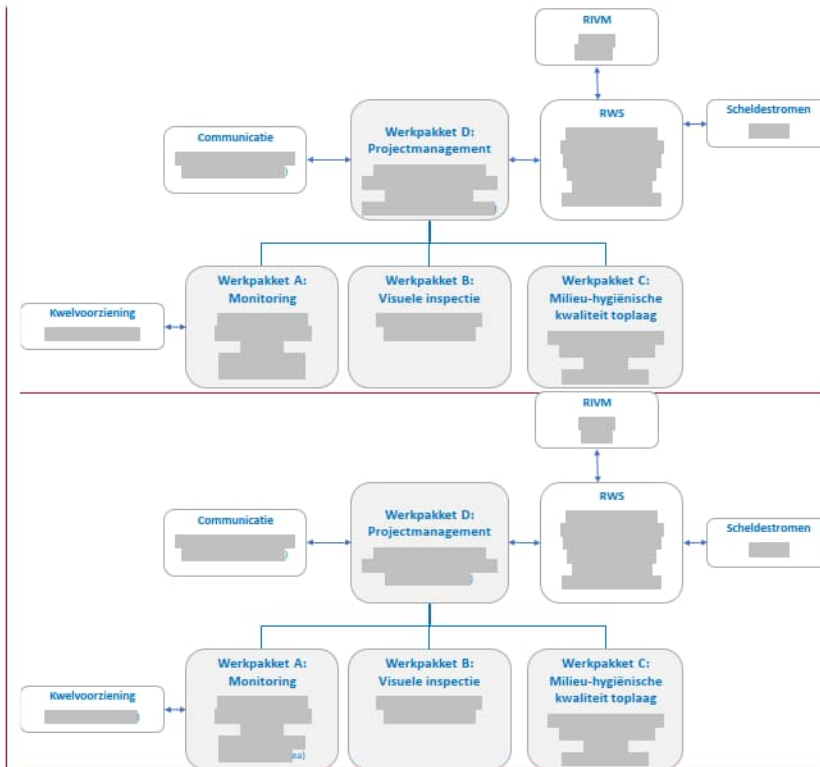 RIVM
Communicatie
)
Werkpakket D:
Projectmanagement
)
RWS
Scheldestromen
Kwelvoorziening
Werkpakket A:
Monitoring
Werkpakket B:
Visuele inspectie
Werkpakket C:
Milieu-hygiënische
kwaliteit toplaag
RIVM
Communicatie
)
Werkpakket D:
Projectmanagement
)
RWS
Scheldestromen
Kwelvoorziening
)
Werkpakket A:
Monitoring
ea)
Werkpakket B:
Visuele inspectie
Werkpakket C:
Milieu-hygiënische
kwaliteit toplaag